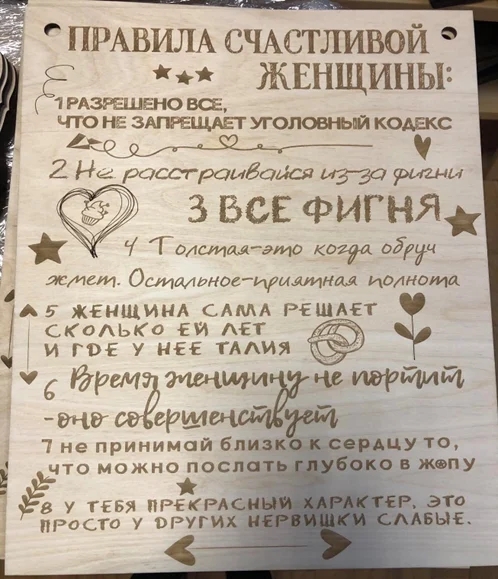 ПРАВИЛА СЧАСТЛИВОЙ
ЖЕНЩИНЫ:
1 РАЗРЕШЕНО ВСЕ,
ЧТО НЕ ЗАПРЕЩАЕТ УГОЛОВНЫЙ КОДЕКС
2 Не расстраивайся из-за фигни
3 ВСЕ ФИГНЯ
4 Толстая-это когда обруч
жмет. Остальное-приятная полнота
5 ЖЕНЩИНА САМА РЕШАЕТ
СКОЛЬКО ЕЙ ЛЕТ
И ГДЕ У НЕЕ ТАЛИЯ
6 Время женщину не портит
-оно совершенствует
7 не принимай близко к сердцу то,
что можно послать глубоко в ж@пу
8 У ТЕБЯ ПРЕКРАСНЫЙ ХАРАКТЕР, ЭТО
ПРОСТО У ДРУГИХ НЕРВИШКИ СЛАБЫЕ.